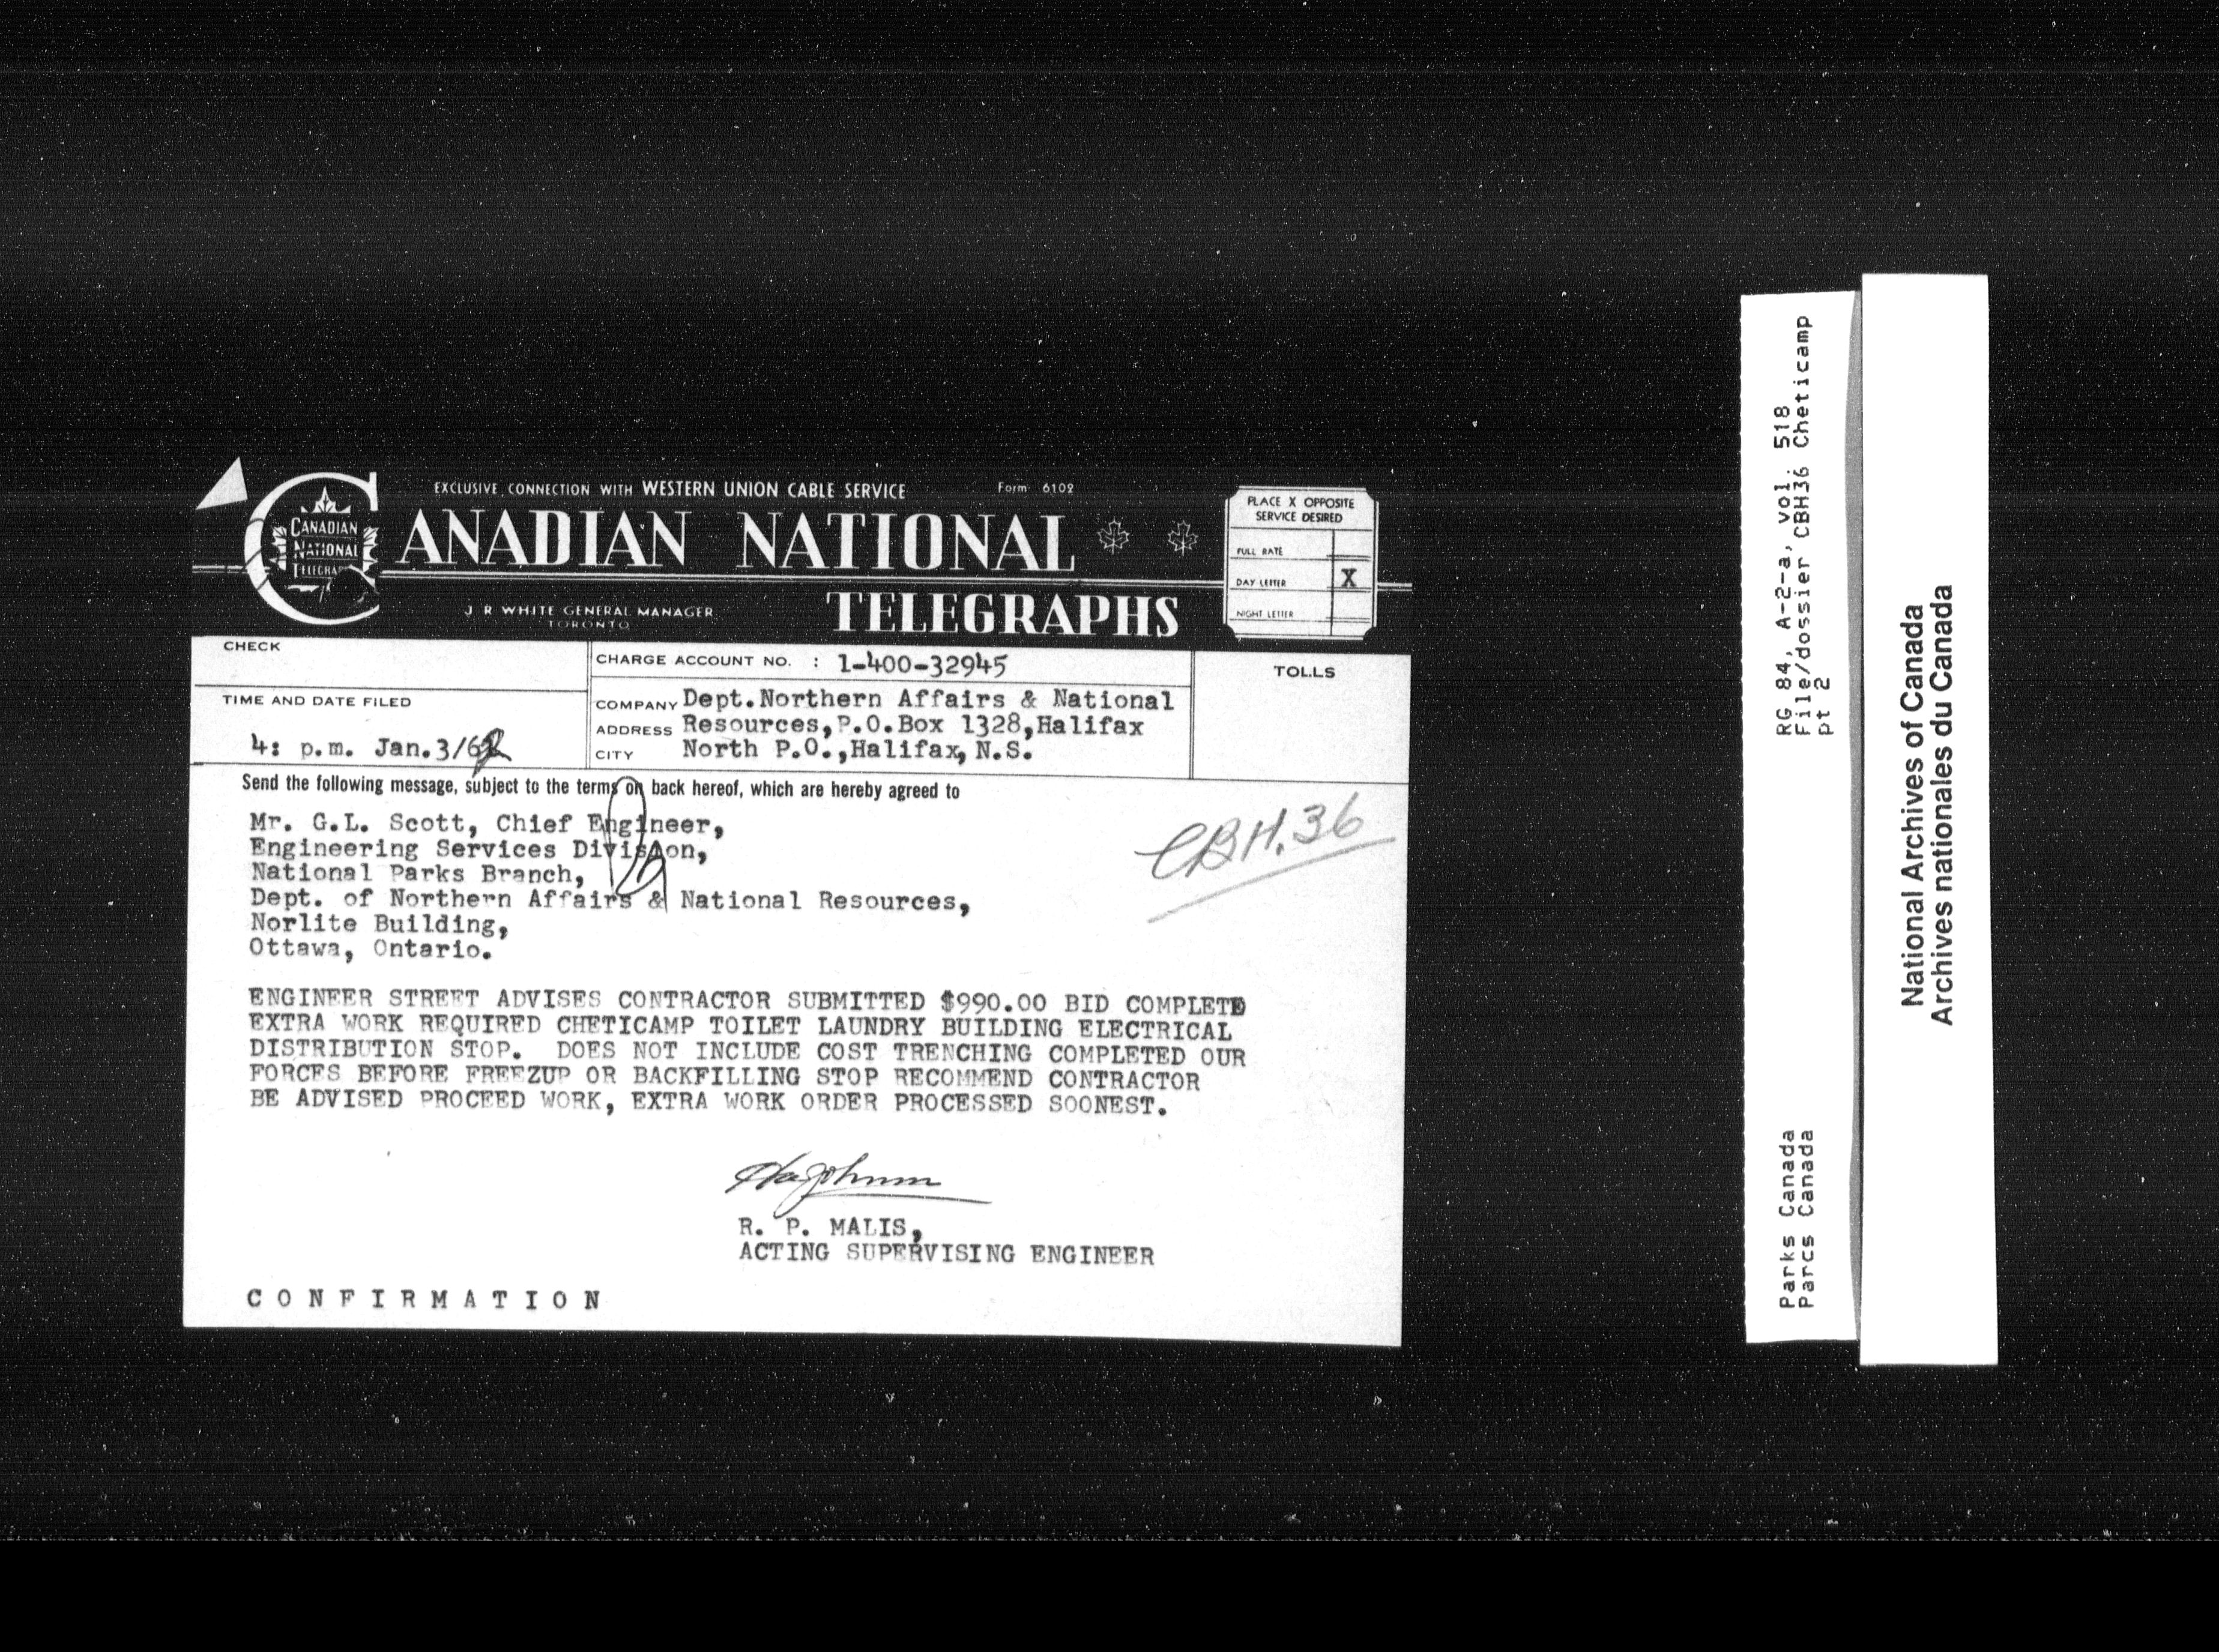 EXCLUSIVE CONNECTION WITH WESTERN UNION CABLE SERVICE
Form 6102
CANADIAN NATIONAL
TELEGRAPHS
CANADIAN
NATIONAL
TELEGRAPHS
J R WHITE GENERAL MANAGER
TORONTO
PLACE X OPPOSITE
SERVICE DESIRED
FULL RATE
DAY LETTER X
NIGHT LETTER
CHECK
CHARGE ACCOUNT NO. : 1-400-32945
TOLLS
TIME AND DATE FILED
4: p.m. Jan.3/62
COMPANY Dept.Northern Affairs & National
ADDRESS Resources,P.O.Box 1328,Halifax
CITY North P.O.,Halifax, N.S.
Send the following message, subject to the terms on back hereof, which are hereby agreed to
CBH.36
Mr. G.L. Scott, Chief Engineer,
Engineering Services Division,
National Parks Branch,
Dept. of Northern Affairs & National Resources,
Norlite Building,
Ottawa, Ontario.
ENGINEER STREET ADVISES CONTRACTOR SUBMITTED $990.00 BID COMPLETE
EXTRA WORK REQUIRED CHETICAMP TOILET LAUNDRY BUILDING ELECTRICAL
DISTRIBUTION STOP. DOES NOT INCLUDE COST TRENCHING COMPLETED OUR
FORCES BEFORE FREEZUP OR BACKFILLING STOP RECOMMEND CONTRACTOR
BE ADVISED PROCEED WORK, EXTRA WORK ORDER PROCESSED SOONEST.
R. P. MALIS,
ACTING SUPERVISING ENGINEER
CONFIRMATION
RG 84, A-2-a, vol. 518
File/dossier CBH36 Cheticamp
pt 2
Parks Canada
Parcs Canada
National Archives of Canada
Archives nationales du Canada